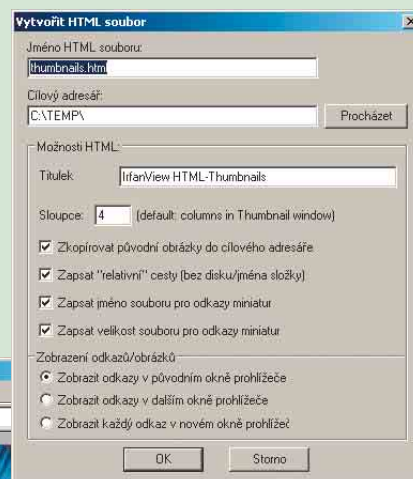 Vytvořit HTML soubor
Jméno HTML souboru:
thumbnails.html
Cílový adresář:
C:\TEMP\
Procházet
Možnosti HTML:
Titulek
IrfanView HTML-Thumbnails
Sloupce: 4 (default: columns in Thumbnail window)
Zkopírovat původní obrázky do cílového adresáře
Zapsat "relativní" cesty (bez disku/jména složky)
Zapsat jméno souboru pro odkazy miniatur
Zapsat velikost souboru pro odkazy miniatur
Zobrazení odkazů/obrázků
Zobrazit odkazy v původním okně prohlížeče
Zobrazit odkazy v dalším okně prohlížeče
Zobrazit každý odkaz v novém okně prohlížeč
OK
Storno